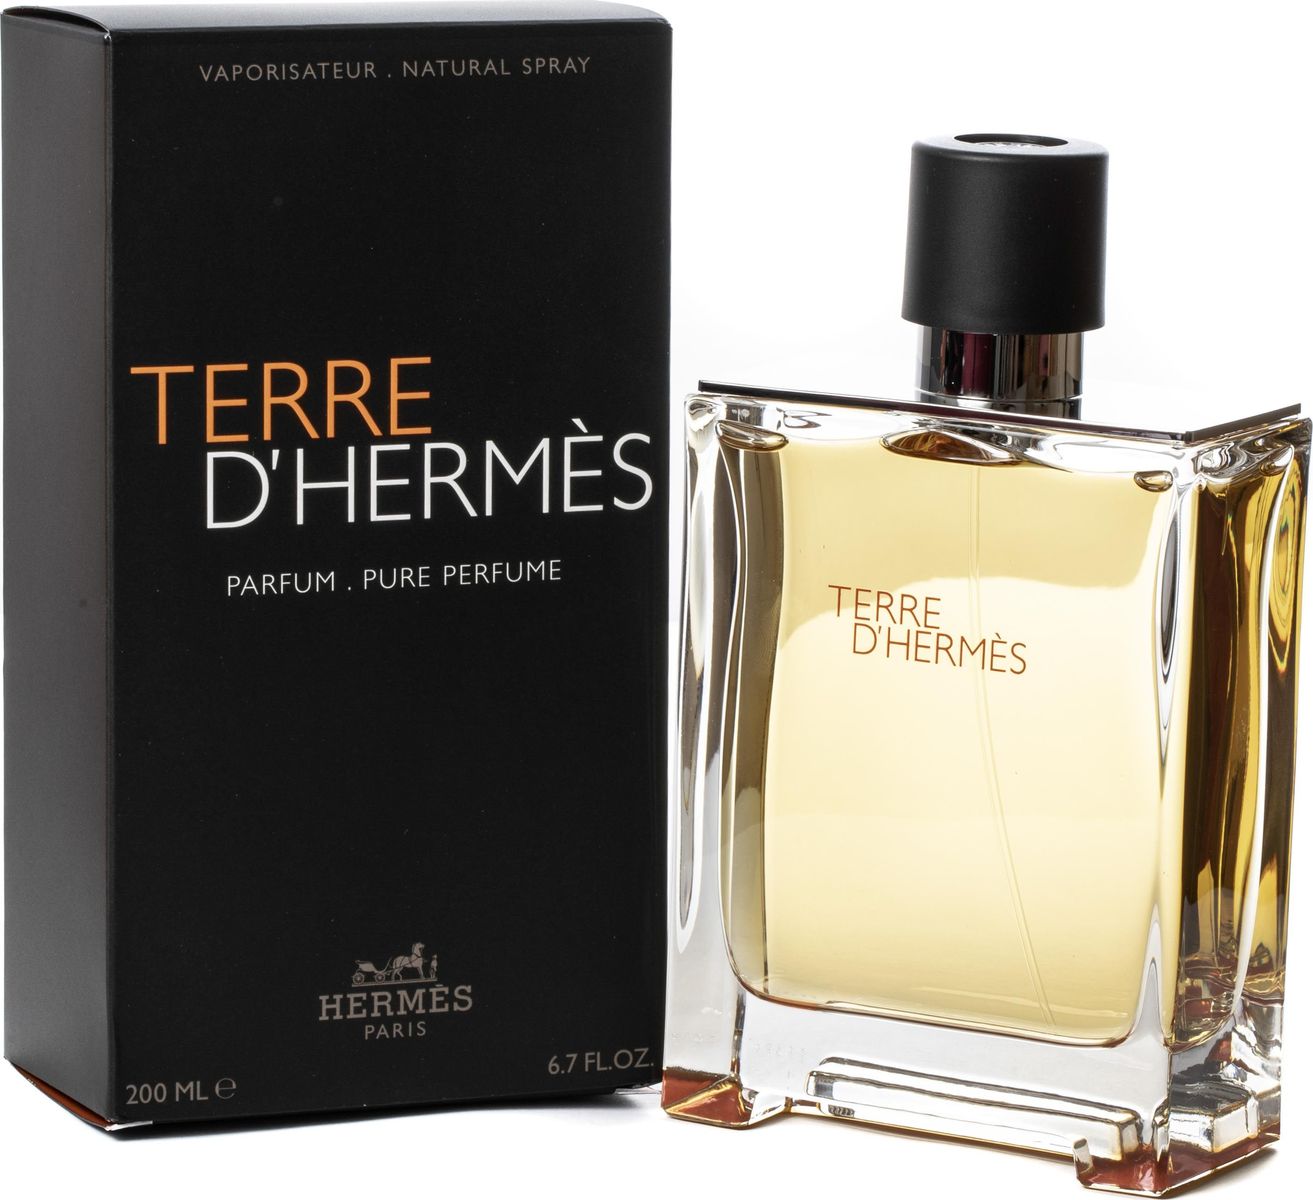 VAPORISATEUR . NATURAL SPRAY
TERRE
D'HERMÈS
PARFUM . PURE PERFUME
HERMÈS
PARIS
200 ML ℮
6.7 FL.OZ.
TERRE
D'HERMÈS